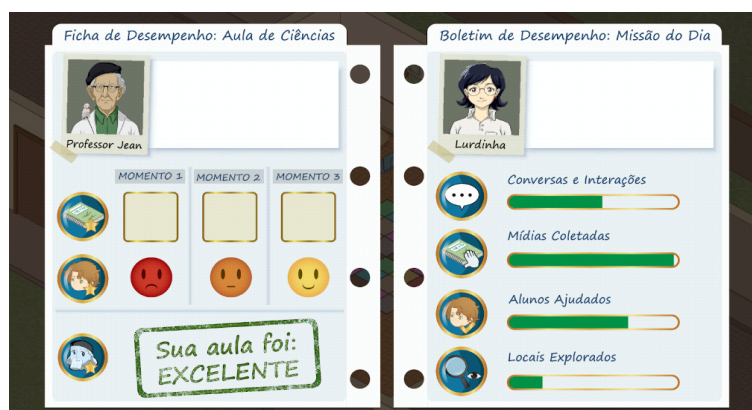 Ficha de Desempenho: Aula de Ciências
Professor Jean
MOMENTO 1 MOMENTO 2 MOMENTO 3
Sua aula foi:
EXCELENTE
Boletim de Desempenho: Missão do Dia
Lurdinha
Conversas e Interações
Mídias Coletadas
Alunos Ajudados
Locais Explorados